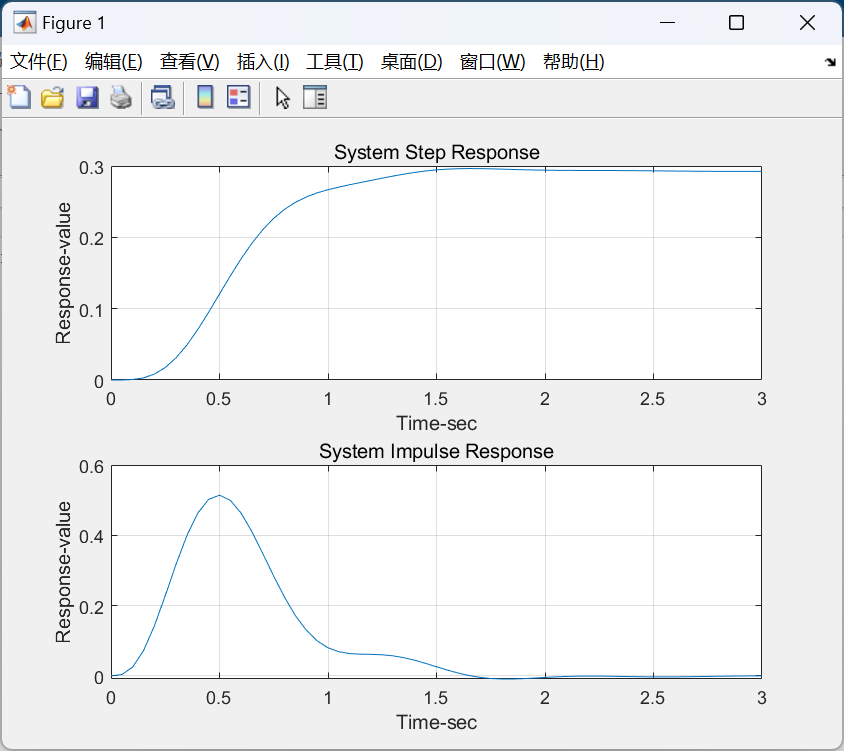 Figure 1
文件(F) 编辑(E) 查看(V) 插入(I) 工具(T) 桌面(D) 窗口(W) 帮助(H)
System Step Response
0.3
0.2
0.1
0
Response-value
0 0.5 1 1.5 2 2.5 3
Time-sec
System Impulse Response
0.6
0.4
0.2
0
Response-value
0 0.5 1 1.5 2 2.5 3
Time-sec